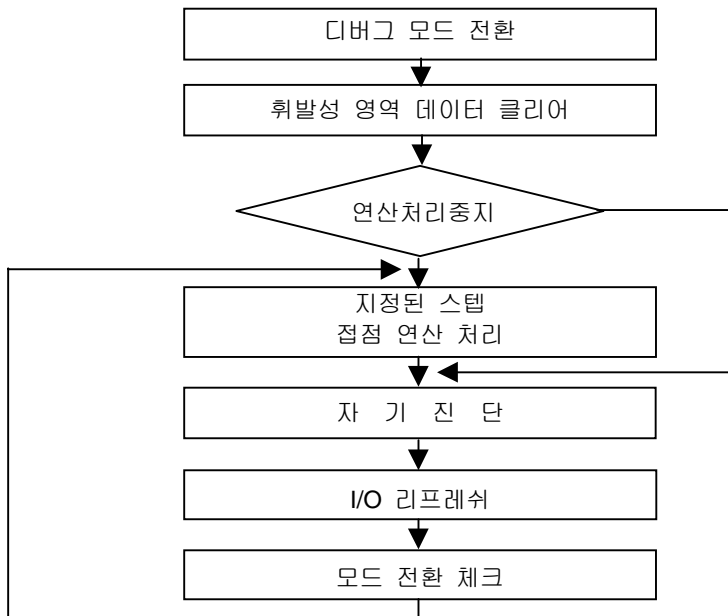 디버그 모드 전환
휘발성 영역 데이터 클리어
연산처리중지
지정된 스텝
접점 연산 처리
자 기 진 단
I/O 리프레쉬
모드 전환 체크